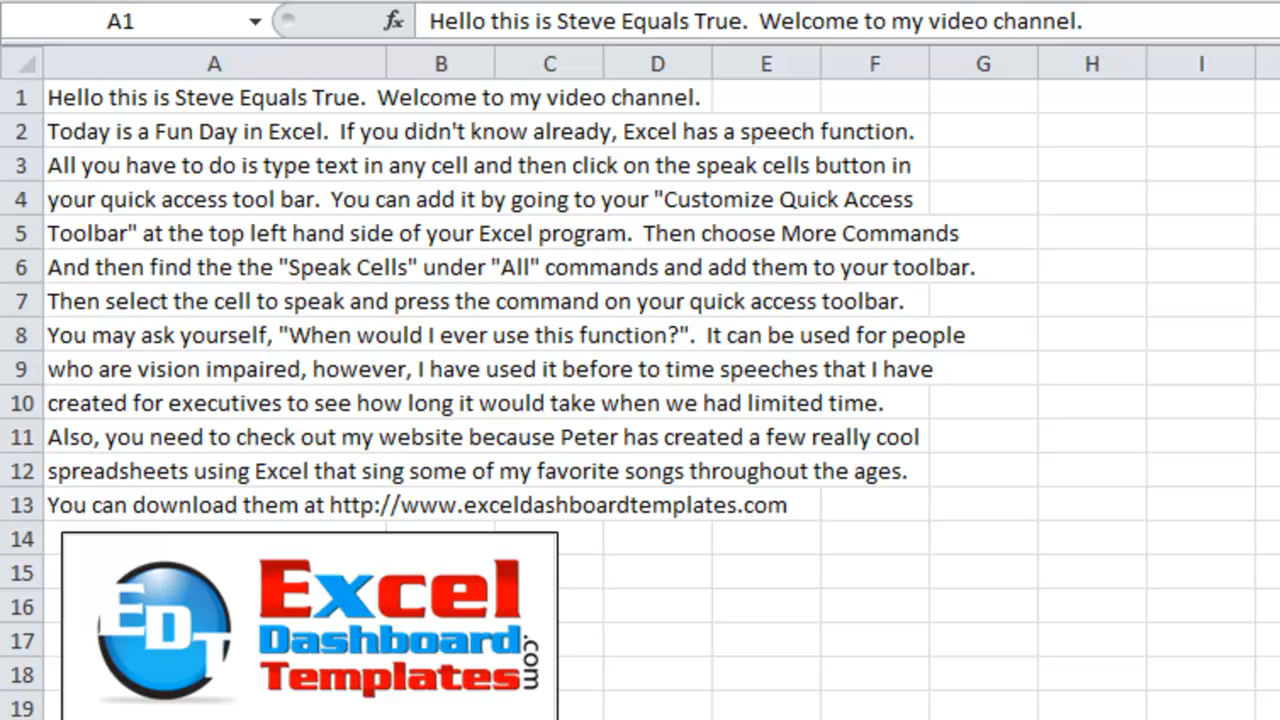 A1 fx Hello this is Steve Equals True.  Welcome to my video channel.
A B C D E F G H I
1 Hello this is Steve Equals True.  Welcome to my video channel.
2 Today is a Fun Day in Excel.  If you didn't know already, Excel has a speech function.
3 All you have to do is type text in any cell and then click on the speak cells button in
4 your quick access tool bar.  You can add it by going to your "Customize Quick Access
5 Toolbar" at the top left hand side of your Excel program.  Then choose More Commands
6 And then find the the "Speak Cells" under "All" commands and add them to your toolbar.
7 Then select the cell to speak and press the command on your quick access toolbar.
8 You may ask yourself, "When would I ever use this function?".  It can be used for people
9 who are vision impaired, however, I have used it before to time speeches that I have
10 created for executives to see how long it would take when we had limited time.
11 Also, you need to check out my website because Peter has created a few really cool
12 spreadsheets using Excel that sing some of my favorite songs throughout the ages.
13 You can download them at http://www.exceldashboardtemplates.com
14
15
16
17
18
19
EDT
Excel
Dashboard
Templates
.com